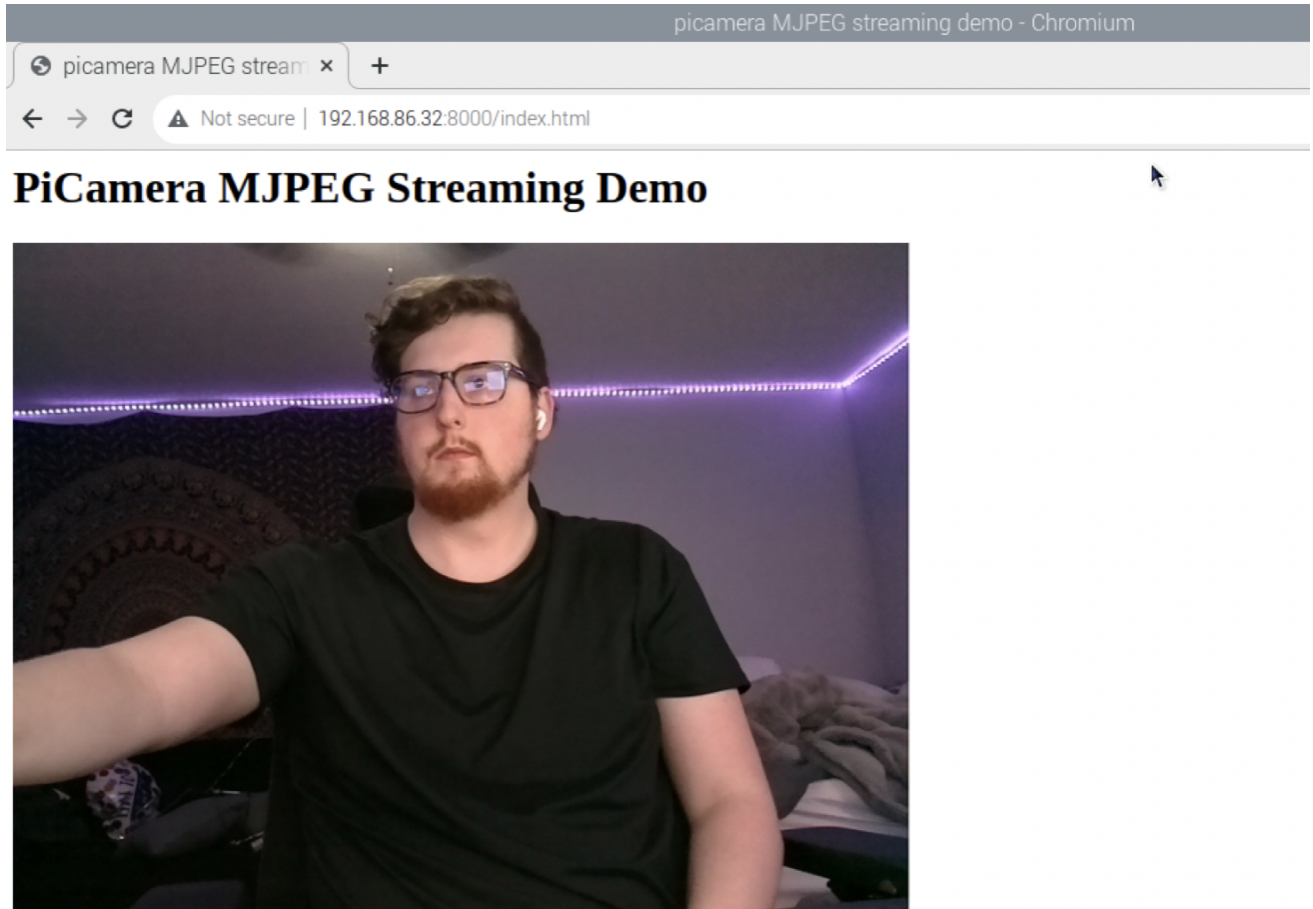 picamera MJPEG streaming demo - Chromium
picamera MJPEG stream
Not secure | 192.168.86.32:8000/index.html
PiCamera MJPEG Streaming Demo